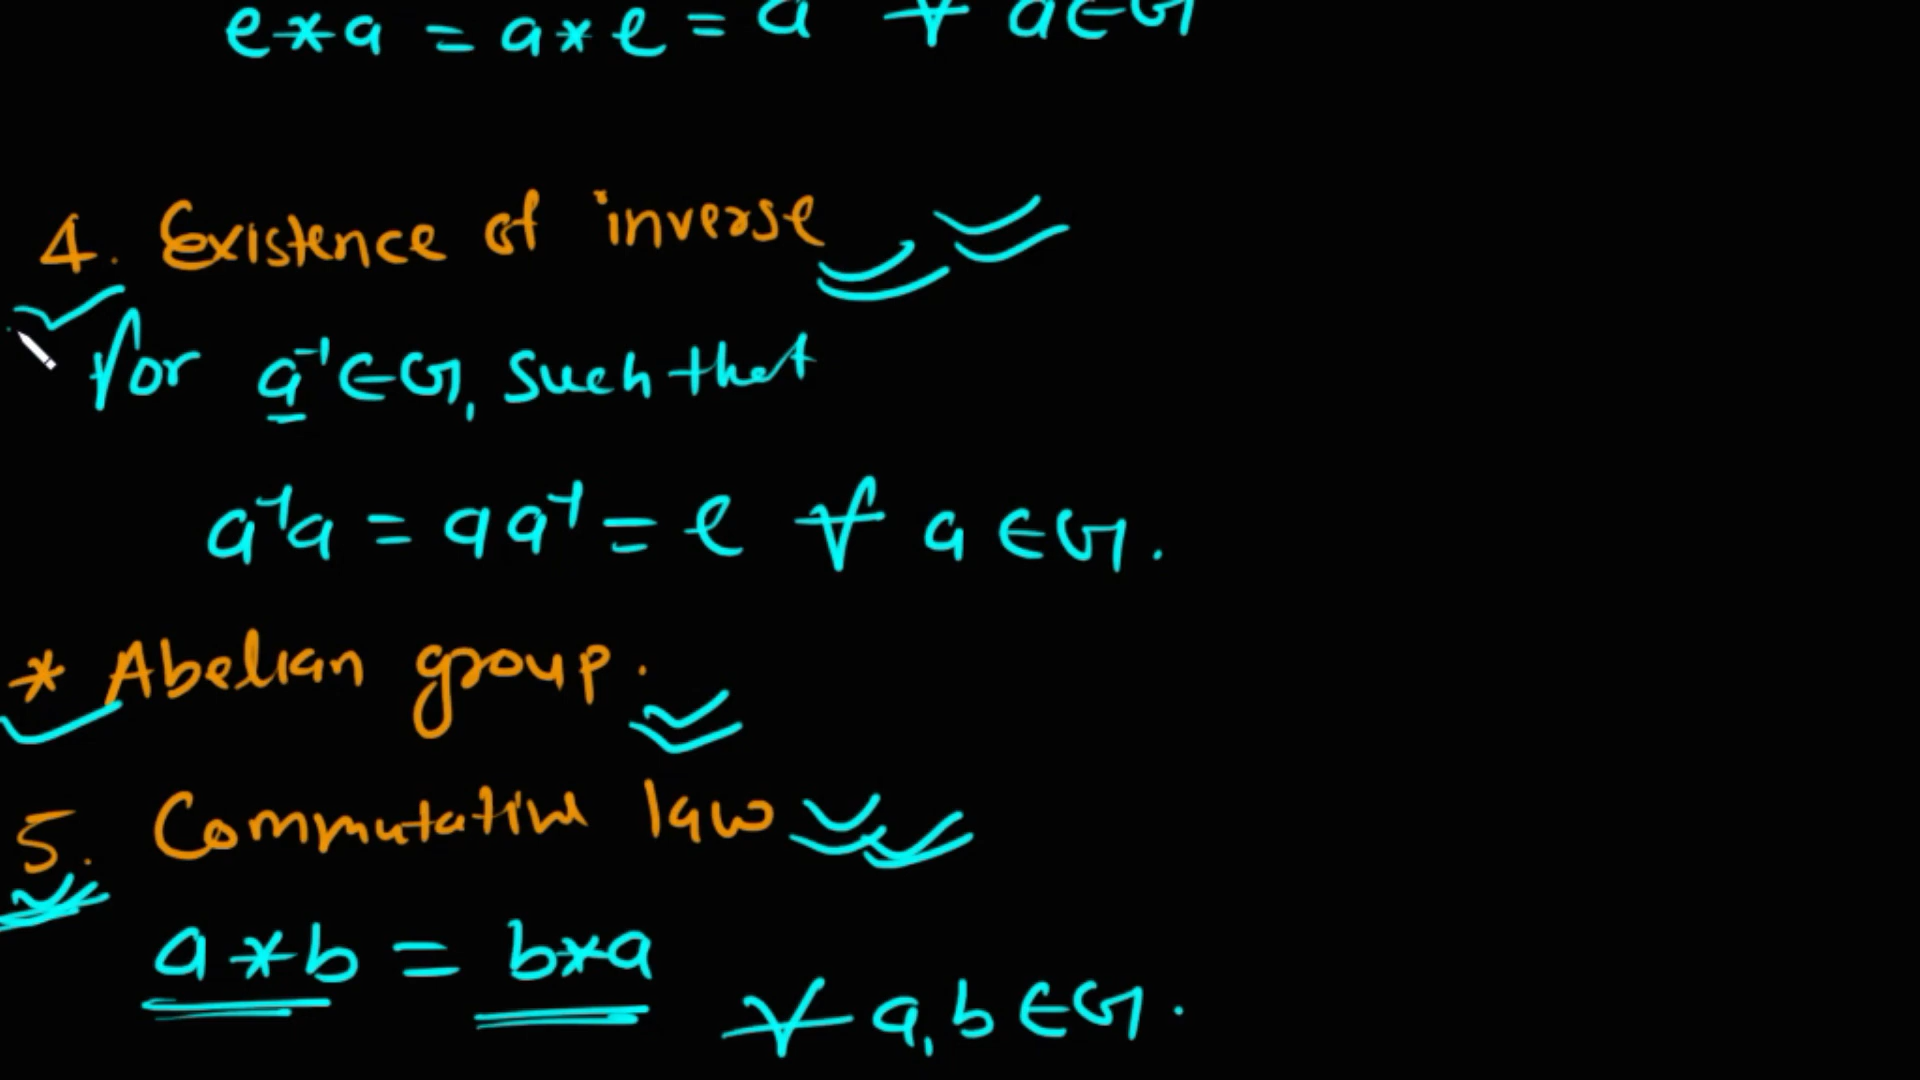 e*a = a*e = a ∀ a∈G
4. Existence of inverse
for a⁻¹∈G, such that
a⁻¹a = aa⁻¹ = e ∀ a∈G.
* Abelian group.
5. Commutative law
a*b = b*a
∀ a,b∈G.